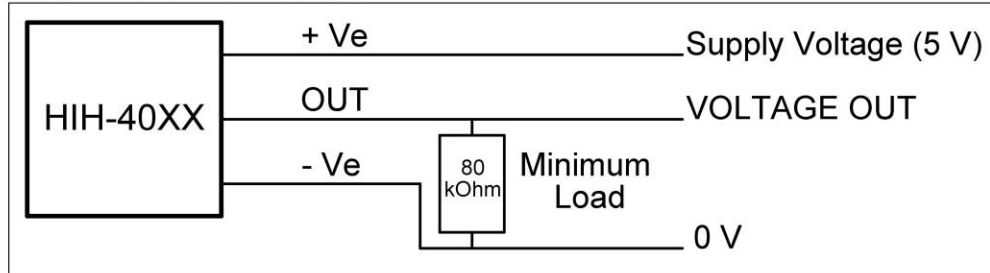 + Ve
Supply Voltage (5 V)
HIH-40XX
OUT
VOLTAGE OUT
- Ve
80
kOhm
Minimum
Load
0 V